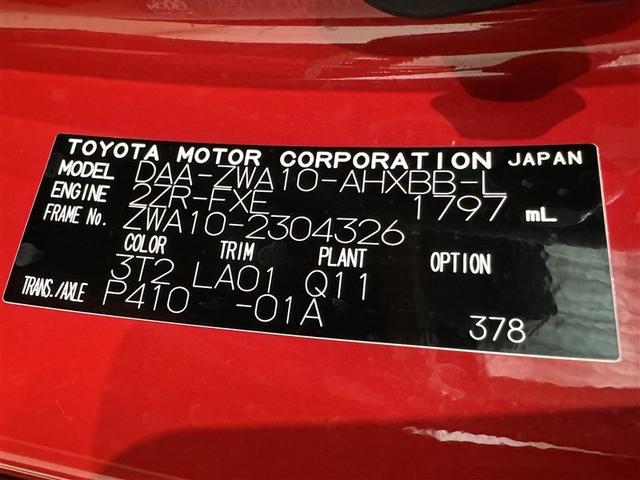 TOYOTA MOTOR CORPORATION JAPAN
MODEL DAA-ZWA10-AHXBB-L
ENGINE 2ZR-FXE 1797 mL
FRAME No. ZWA10-2304326
COLOR TRIM PLANT OPTION
3T2 LA01 Q11
TRANS./AXLE P410 -01A
378